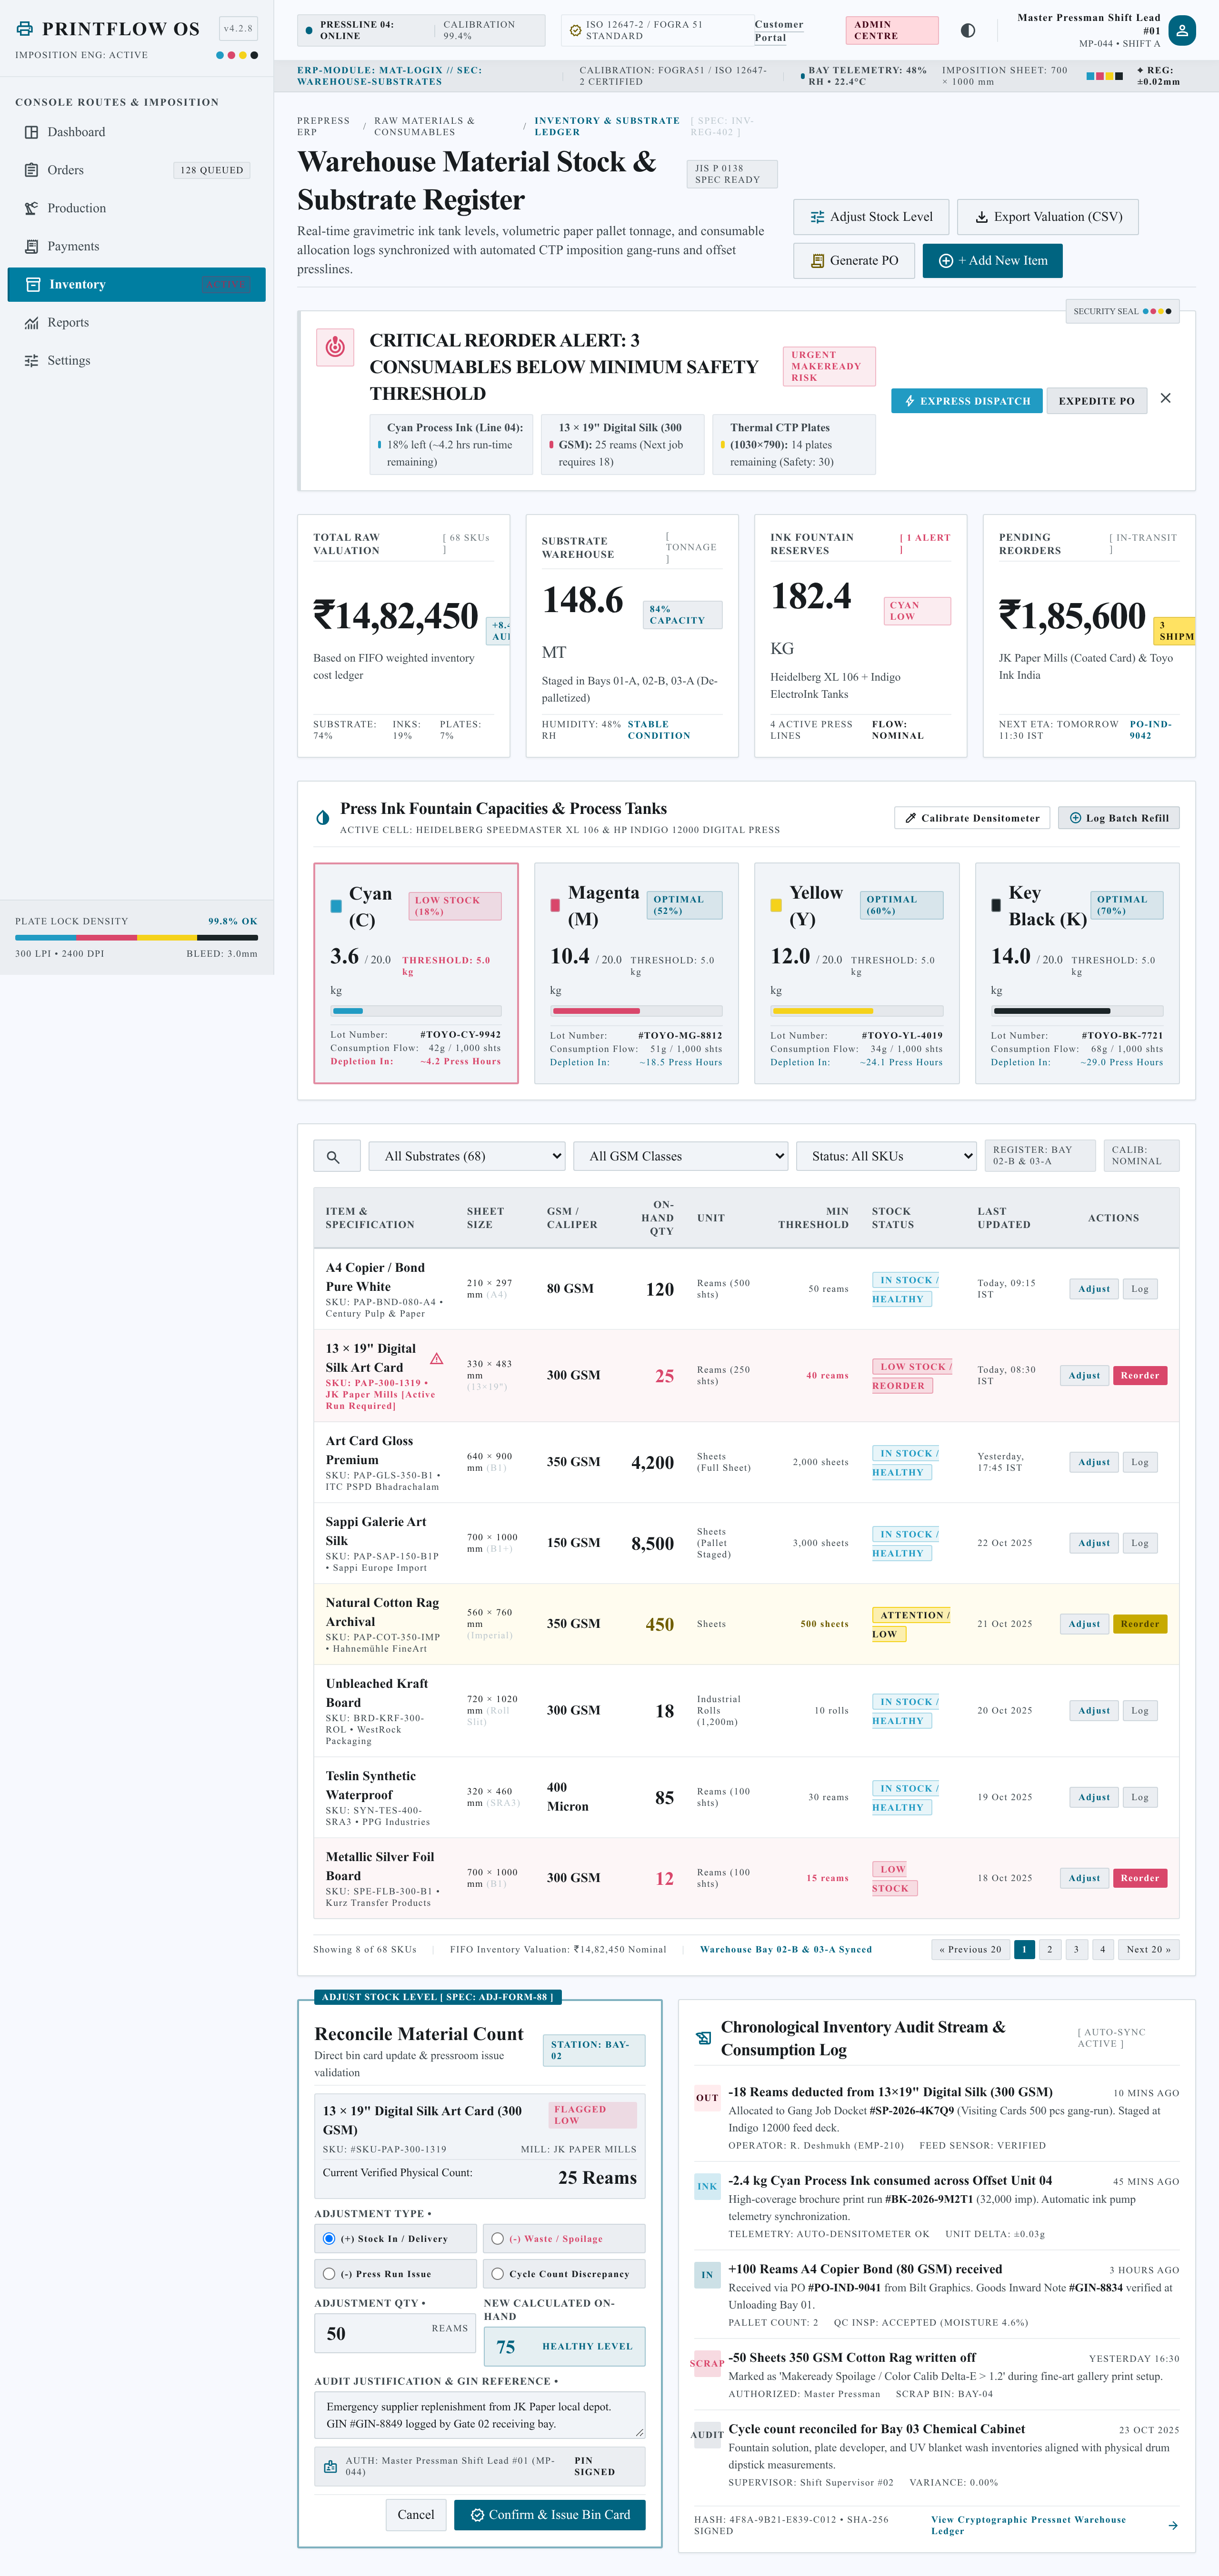 PRINTFLOW OS
v4.2.8
IMPOSITION ENG: ACTIVE
CONSOLE ROUTES & IMPOSITION
Dashboard
Orders
128 QUEUED
Production
Payments
Inventory
Reports
Settings
PLATE LOCK DENSITY
99.8% OK
300 LPI • 2400 DPI
BLEED: 3.0mm
PRESSLINE 04:
ONLINE
CALIBRATION
99.4%
ISO 12647-2 / FOGRA 51
STANDARD
Customer
Portal
ADMIN
CENTRE
Master Pressman Shift Lead
#01
MP-044 • SHIFT A
ERP-MODULE: MAT-LOGIX // SEC:
WAREHOUSE-SUBSTRATES
CALIBRATION: FOGRA51 / ISO 12647-
2 CERTIFIED
BAY TELEMETRY: 48%
RH • 22.4°C
IMPOSITION SHEET: 700
× 1000 mm
⌖ REG:
±0.02mm
PREPRESS
ERP
/
RAW MATERIALS &
CONSUMABLES
/
INVENTORY & SUBSTRATE
LEDGER
[ SPEC: INV-
REG-402 ]
Warehouse Material Stock &
Substrate Register
JIS P 0138
SPEC READY
Real-time gravimetric ink tank levels, volumetric paper pallet tonnage, and consumable
allocation logs synchronized with automated CTP imposition gang-runs and offset
presslines.
Adjust Stock Level
Export Valuation (CSV)
Generate PO
+ Add New Item
SECURITY SEAL
CRITICAL REORDER ALERT: 3
CONSUMABLES BELOW MINIMUM SAFETY
THRESHOLD
URGENT
MAKEREADY
RISK
Cyan Process Ink (Line 04):
18% left (~4.2 hrs run-time
remaining)
13 × 19" Digital Silk (300
GSM): 25 reams (Next job
requires 18)
Thermal CTP Plates
(1030×790): 14 plates
remaining (Safety: 30)
EXPRESS DISPATCH
EXPEDITE PO
TOTAL RAW
VALUATION
[ 68 SKUs
]
₹14,82,450
+8.4
AUI
Based on FIFO weighted inventory
cost ledger
SUBSTRATE:
74%
INKS:
19%
PLATES:
7%
SUBSTRATE
WAREHOUSE
[
TONNAGE
]
148.6
MT
84%
CAPACITY
Staged in Bays 01-A, 02-B, 03-A (De-
palletized)
HUMIDITY: 48%
RH
STABLE
CONDITION
INK FOUNTAIN
RESERVES
[ 1 ALERT
]
182.4
KG
CYAN
LOW
Heidelberg XL 106 + Indigo
ElectroInk Tanks
4 ACTIVE PRESS
LINES
FLOW:
NOMINAL
PENDING
REORDERS
[ IN-TRANSIT
]
₹1,85,600
3
SHIPM
JK Paper Mills (Coated Card) & Toyo
Ink India
NEXT ETA: TOMORROW
11:30 IST
PO-IND-
9042
Press Ink Fountain Capacities & Process Tanks
ACTIVE CELL: HEIDELBERG SPEEDMASTER XL 106 & HP INDIGO 12000 DIGITAL PRESS
Calibrate Densitometer
Log Batch Refill
Cyan
(C)
LOW STOCK
(18%)
3.6 / 20.0
kg
THRESHOLD: 5.0
kg
Lot Number: #TOYO-CY-9942
Consumption Flow: 42g / 1,000 shts
Depletion In: ~4.2 Press Hours
Magenta
(M)
OPTIMAL
(52%)
10.4 / 20.0
kg
THRESHOLD: 5.0
kg
Lot Number: #TOYO-MG-8812
Consumption Flow: 51g / 1,000 shts
Depletion In: ~18.5 Press Hours
Yellow
(Y)
OPTIMAL
(60%)
12.0 / 20.0
kg
THRESHOLD: 5.0
kg
Lot Number: #TOYO-YL-4019
Consumption Flow: 34g / 1,000 shts
Depletion In: ~24.1 Press Hours
Key
Black (K)
OPTIMAL
(70%)
14.0 / 20.0
kg
THRESHOLD: 5.0
kg
Lot Number: #TOYO-BK-7721
Consumption Flow: 68g / 1,000 shts
Depletion In: ~29.0 Press Hours
All Substrates (68)
All GSM Classes
Status: All SKUs
REGISTER: BAY
02-B & 03-A
CALIB:
NOMINAL
ITEM &
SPECIFICATION
SHEET
SIZE
GSM /
CALIPER
ON-
HAND
QTY
UNIT
MIN
THRESHOLD
STOCK
STATUS
LAST
UPDATED
ACTIONS
A4 Copier / Bond
Pure White
SKU: PAP-BND-080-A4 •
Century Pulp & Paper
210 × 297
mm (A4)
80 GSM
120
Reams (500
shts)
50 reams
IN STOCK /
HEALTHY
Today, 09:15
IST
Adjust
Log
13 × 19" Digital
Silk Art Card
SKU: PAP-300-1319 •
JK Paper Mills [Active
Run Required]
330 × 483
mm
(13×19")
300 GSM
25
Reams (250
shts)
40 reams
LOW STOCK /
REORDER
Today, 08:30
IST
Adjust
Reorder
Art Card Gloss
Premium
SKU: PAP-GLS-350-B1 •
ITC PSPD Bhadrachalam
640 × 900
mm (B1)
350 GSM
4,200
Sheets
(Full Sheet)
2,000 sheets
IN STOCK /
HEALTHY
Yesterday,
17:45 IST
Adjust
Log
Sappi Galerie Art
Silk
SKU: PAP-SAP-150-B1P
• Sappi Europe Import
700 × 1000
mm (B1+)
150 GSM
8,500
Sheets
(Pallet
Staged)
3,000 sheets
IN STOCK /
HEALTHY
22 Oct 2025
Adjust
Log
Natural Cotton Rag
Archival
SKU: PAP-COT-350-IMP
• Hahnemühle FineArt
560 × 760
mm
(Imperial)
350 GSM
450
Sheets
500 sheets
ATTENTION /
LOW
21 Oct 2025
Adjust
Reorder
Unbleached Kraft
Board
SKU: BRD-KRF-300-
ROL • WestRock
Packaging
720 × 1020
mm (Roll
Slit)
300 GSM
18
Industrial
Rolls
(1,200m)
10 rolls
IN STOCK /
HEALTHY
20 Oct 2025
Adjust
Log
Teslin Synthetic
Waterproof
SKU: SYN-TES-400-
SRA3 • PPG Industries
320 × 460
mm (SRA3)
400
Micron
85
Reams (100
shts)
30 reams
IN STOCK /
HEALTHY
19 Oct 2025
Adjust
Log
Metallic Silver Foil
Board
SKU: SPE-FLB-300-B1 •
Kurz Transfer Products
700 × 1000
mm (B1)
300 GSM
12
Reams (100
shts)
15 reams
LOW
STOCK
18 Oct 2025
Adjust
Reorder
Showing 8 of 68 SKUs
FIFO Inventory Valuation: ₹14,82,450 Nominal
Warehouse Bay 02-B & 03-A Synced
« Previous 20
1
2
3
4
Next 20 »
ADJUST STOCK LEVEL [ SPEC: ADJ-FORM-88 ]
Reconcile Material Count
Direct bin card update & pressroom issue
validation
STATION: BAY-
02
13 × 19" Digital Silk Art Card (300
GSM)
FLAGGED
LOW
SKU: #SKU-PAP-300-1319
MILL: JK PAPER MILLS
Current Verified Physical Count:
25 Reams
ADJUSTMENT TYPE •
(+) Stock In / Delivery
(-) Waste / Spoilage
(-) Press Run Issue
Cycle Count Discrepancy
ADJUSTMENT QTY •
50
REAMS
NEW CALCULATED ON-
HAND
75
HEALTHY LEVEL
AUDIT JUSTIFICATION & GIN REFERENCE •
Emergency supplier replenishment from JK Paper local depot.
GIN #GIN-8849 logged by Gate 02 receiving bay.
AUTH: Master Pressman Shift Lead #01 (MP-
044)
PIN
SIGNED
Cancel
Confirm & Issue Bin Card
Chronological Inventory Audit Stream &
Consumption Log
[ AUTO-SYNC
ACTIVE ]
OUT
-18 Reams deducted from 13×19" Digital Silk (300 GSM)
10 MINS AGO
Allocated to Gang Job Docket #SP-2026-4K7Q9 (Visiting Cards 500 pcs gang-run). Staged at
Indigo 12000 feed deck.
OPERATOR: R. Deshmukh (EMP-210)
FEED SENSOR: VERIFIED
INK
-2.4 kg Cyan Process Ink consumed across Offset Unit 04
45 MINS AGO
High-coverage brochure print run #BK-2026-9M2T1 (32,000 imp). Automatic ink pump
telemetry synchronization.
TELEMETRY: AUTO-DENSITOMETER OK
UNIT DELTA: ±0.03g
IN
+100 Reams A4 Copier Bond (80 GSM) received
3 HOURS AGO
Received via PO #PO-IND-9041 from Bilt Graphics. Goods Inward Note #GIN-8834 verified at
Unloading Bay 01.
PALLET COUNT: 2
QC INSP: ACCEPTED (MOISTURE 4.6%)
SCRAP
-50 Sheets 350 GSM Cotton Rag written off
YESTERDAY 16:30
Marked as 'Makeready Spoilage / Color Calib Delta-E > 1.2' during fine-art gallery print setup.
AUTHORIZED: Master Pressman
SCRAP BIN: BAY-04
AUDIT
Cycle count reconciled for Bay 03 Chemical Cabinet
23 OCT 2025
Fountain solution, plate developer, and UV blanket wash inventories aligned with physical drum
dipstick measurements.
SUPERVISOR: Shift Supervisor #02
VARIANCE: 0.00%
HASH: 4F8A-9B21-E839-C012 • SHA-256
SIGNED
View Cryptographic Pressnet Warehouse
Ledger